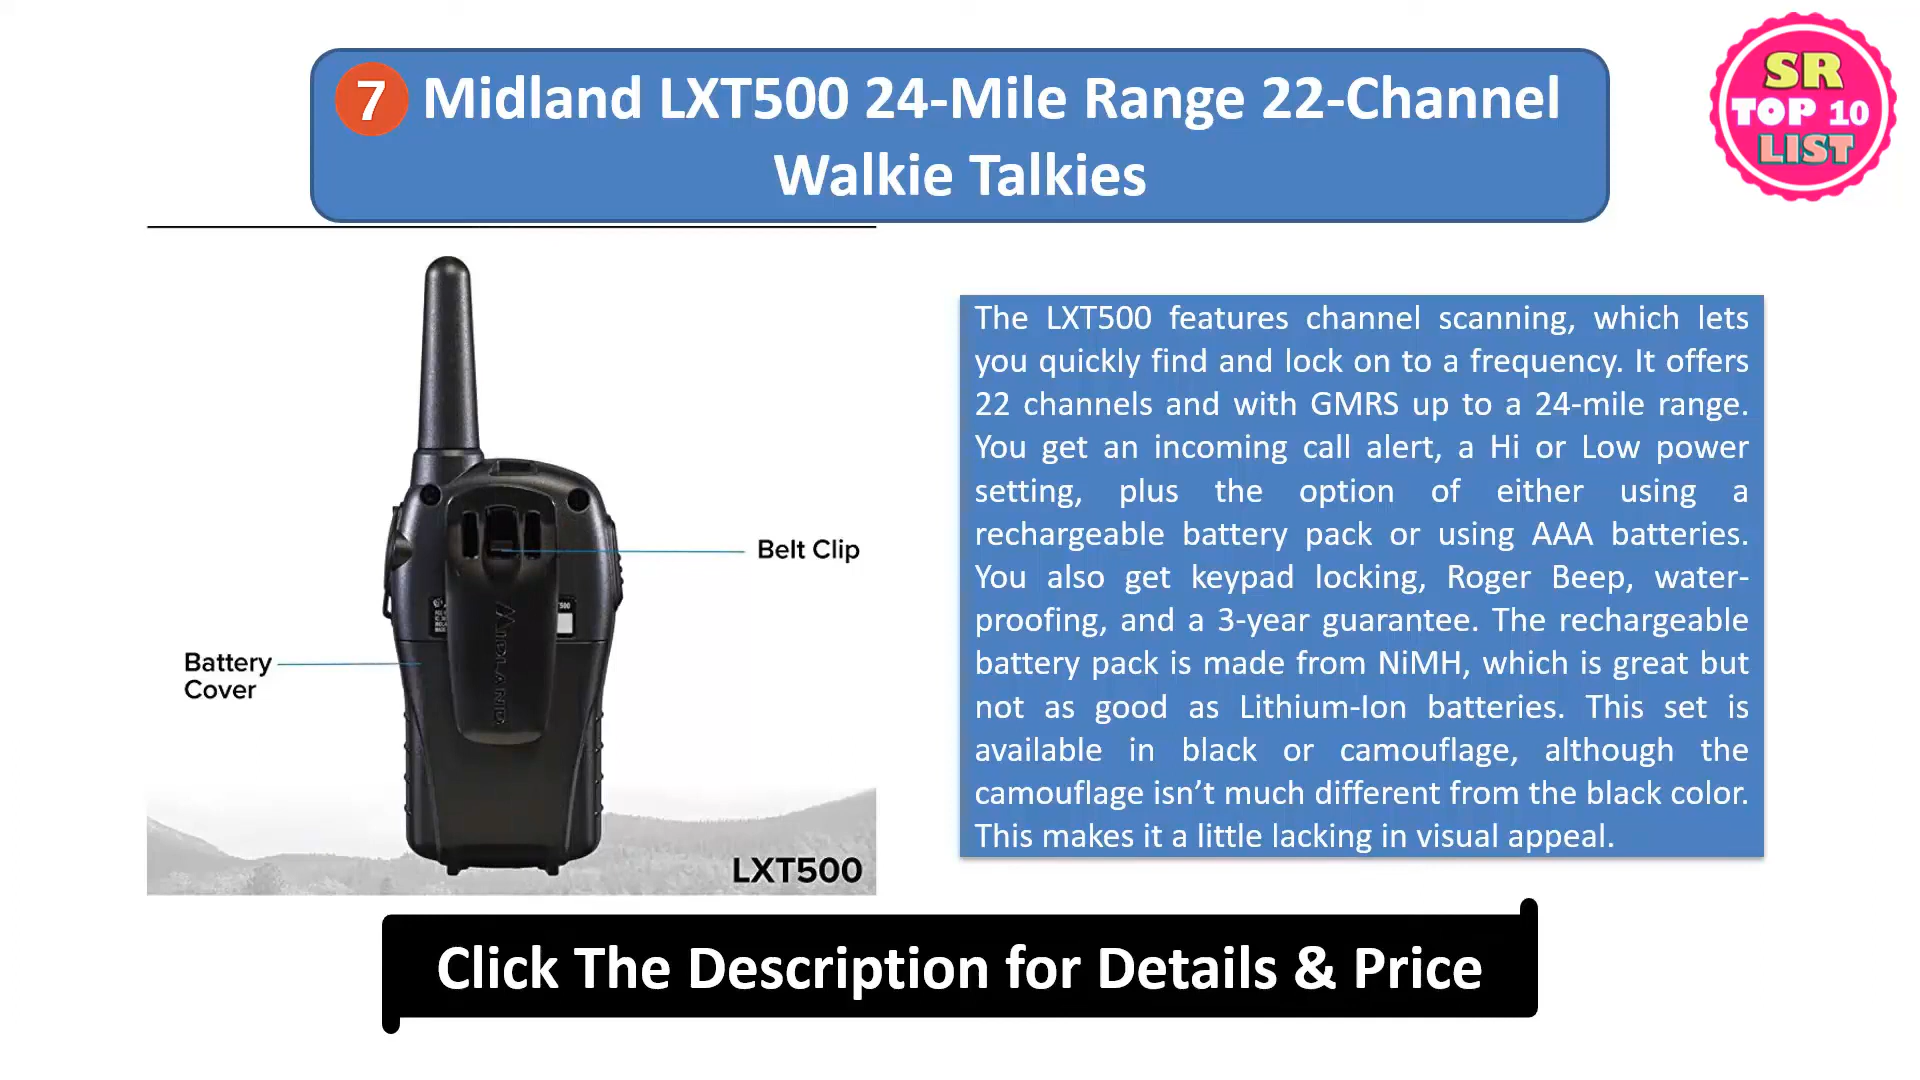 7 Midland LXT500 24-Mile Range 22-Channel
Walkie Talkies
SR
TOP 10
LIST
Belt Clip
Battery
Cover
MIDLAND
LXT500
The LXT500 features channel scanning, which lets
you quickly find and lock on to a frequency. It offers
22 channels and with GMRS up to a 24-mile range.
You get an incoming call alert, a Hi or Low power
setting, plus the option of either using a
rechargeable battery pack or using AAA batteries.
You also get keypad locking, Roger Beep, water-
proofing, and a 3-year guarantee. The rechargeable
battery pack is made from NiMH, which is great but
not as good as Lithium-Ion batteries. This set is
available in black or camouflage, although the
camouflage isn’t much different from the black color.
This makes it a little lacking in visual appeal.
Click The Description for Details & Price